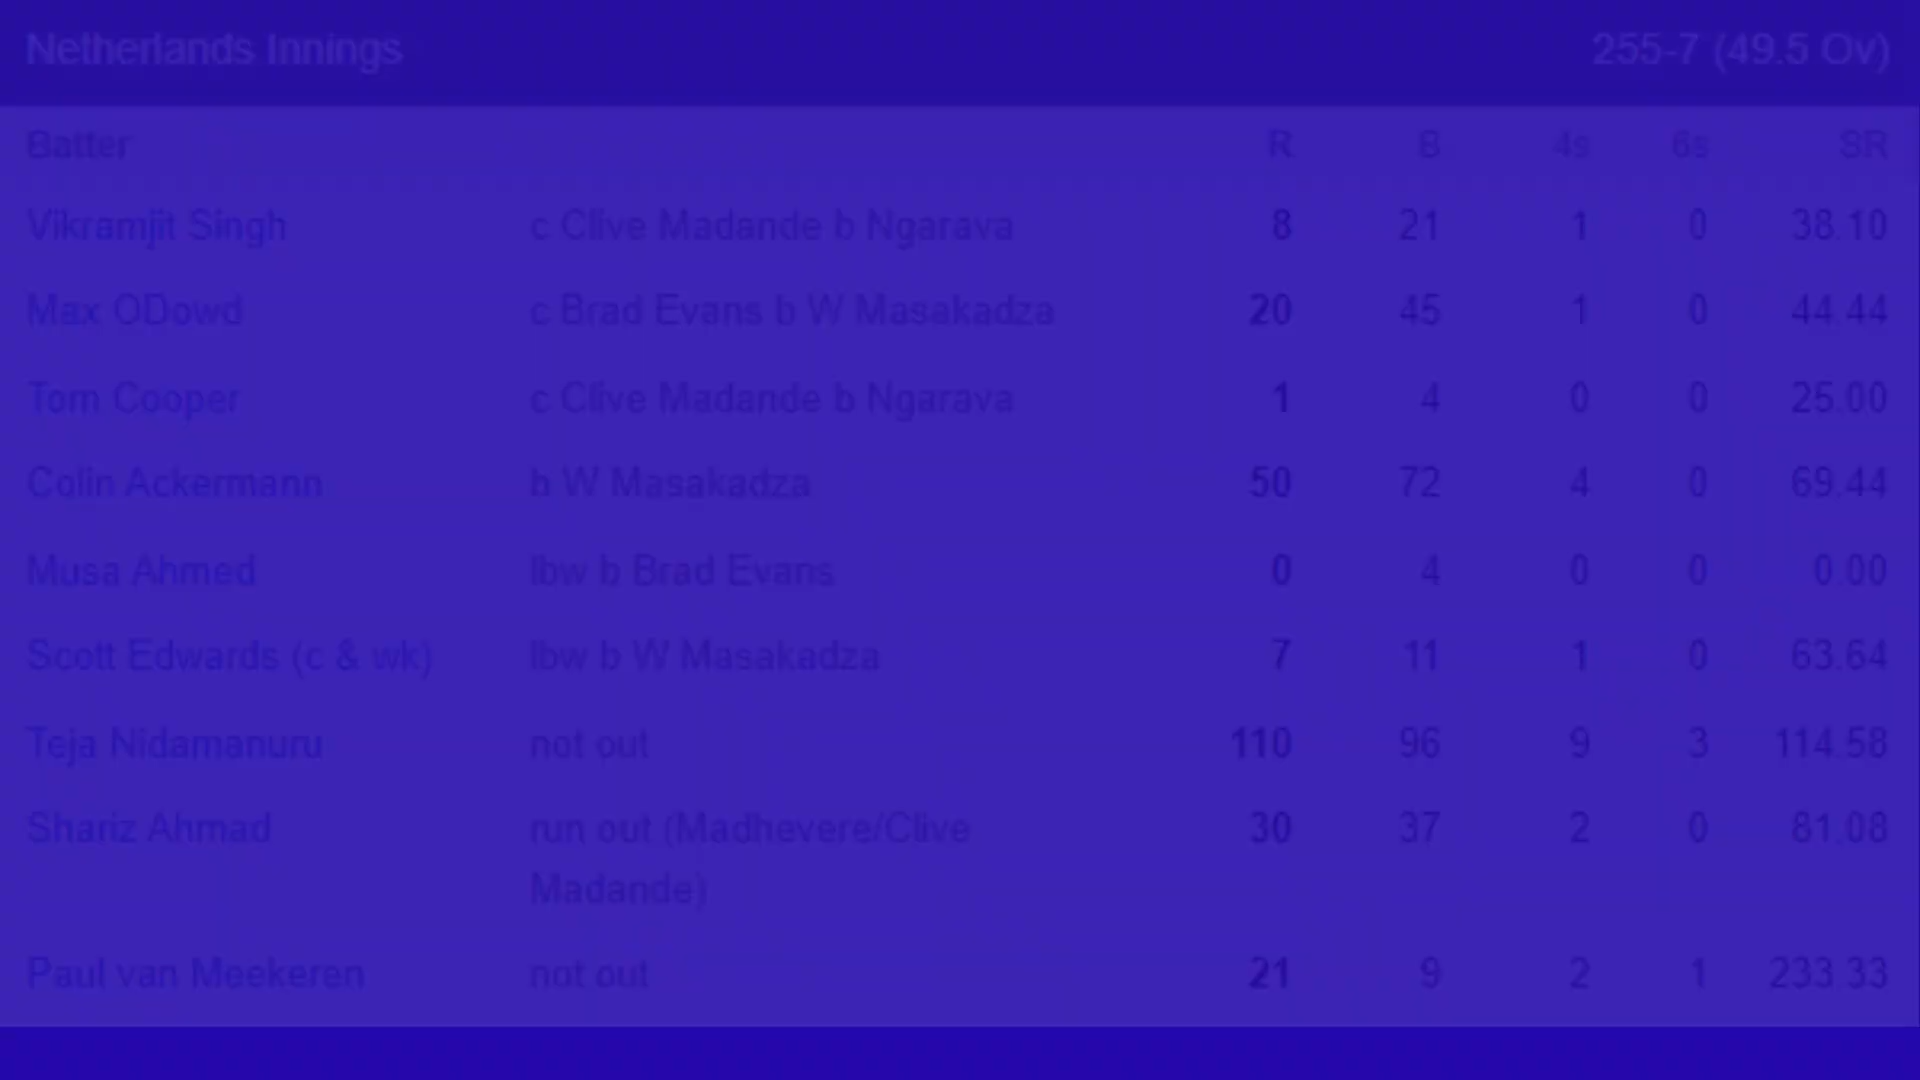 Netherlands Innings 255-7 (49.5 Ov)
Batter R B 4s 6s SR
Vikramjit Singh c Clive Madande b Ngarava 8 21 1 0 38.10
Max ODowd c Brad Evans b W Masakadza 20 45 1 0 44.44
Tom Cooper c Clive Madande b Ngarava 1 4 0 0 25.00
Colin Ackermann b W Masakadza 50 72 4 0 69.44
Musa Ahmed lbw b Brad Evans 0 4 0 0 0.00
Scott Edwards (c & wk) lbw b W Masakadza 7 11 1 0 63.64
Teja Nidamanuru not out 110 96 9 3 114.58
Shariz Ahmad run out (Madhevere/Clive 30 37 2 0 81.08
Madande)
Paul van Meekeren not out 21 9 2 1 233.33